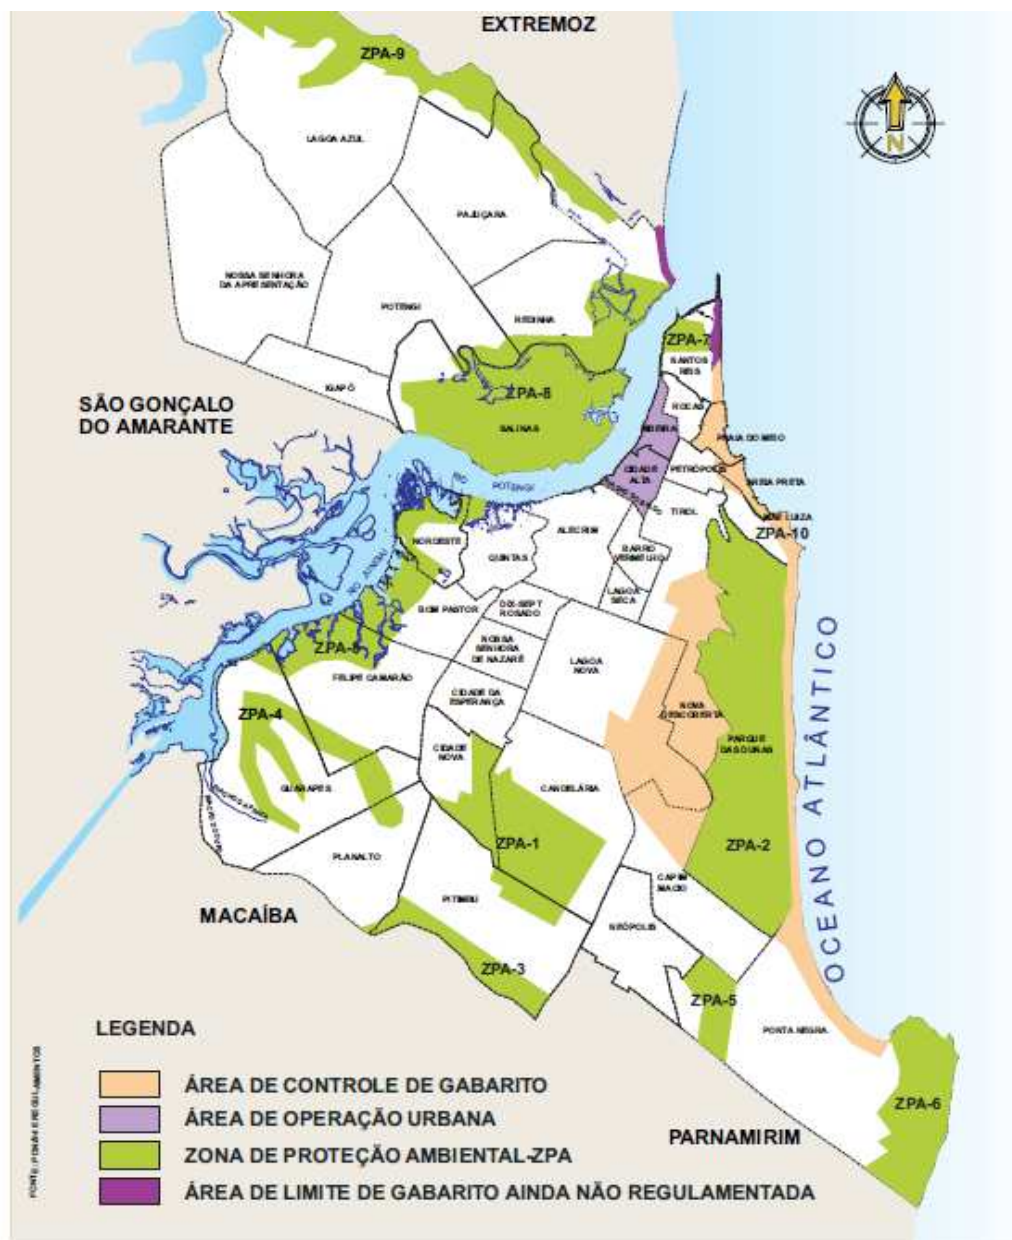 EXTREMOZ
ZPA-9
LAGOA AZUL
N
PAJUÇARA
NOSSA SENHORA
DA APRESENTAÇÃO
POTENGI
REDINHA
ZPA-7
SANTOS
REIS
IGAPÓ
ZPA-8
SÃO GONÇALO
DO AMARANTE
SALINAS
ROCAS
RIBEIRA
PRAIA DO MEIO
CIDADE
ALTA
PETRÓPOLIS
AREIA PRETA
RIO
POTENGI
TIROL
MÃE LUIZA
ZPA-10
NORDESTE
QUINTAS
ALECRIM
BARRO
VERMELHO
RIO JUNDIAÍ
LAGOA
SECA
BOM PASTOR
DIX-SEPT
ROSADO
NOSSA
SENHORA
DE NAZARÉ
ZPA-8
FELIPE CAMARÃO
LAGOA
NOVA
CIDADE DA
ESPERANÇA
ZPA-4
NOVA
DESCOBERTA
CIDADE
NOVA
PARQUE
DAS DUNAS
OCEANO ATLÂNTICO
GUARAPES
CANDELÁRIA
PLANALTO
ZPA-1
ZPA-2
CAPIM
MACIO
MACAÍBA
PITIMBU
NEÓPOLIS
ZPA-3
ZPA-5
PONTA NEGRA
LEGENDA
ÁREA DE CONTROLE DE GABARITO
ÁREA DE OPERAÇÃO URBANA
ZONA DE PROTEÇÃO AMBIENTAL-ZPA
ÁREA DE LIMITE DE GABARITO AINDA NÃO REGULAMENTADA
PARNAMIRIM
ZPA-6